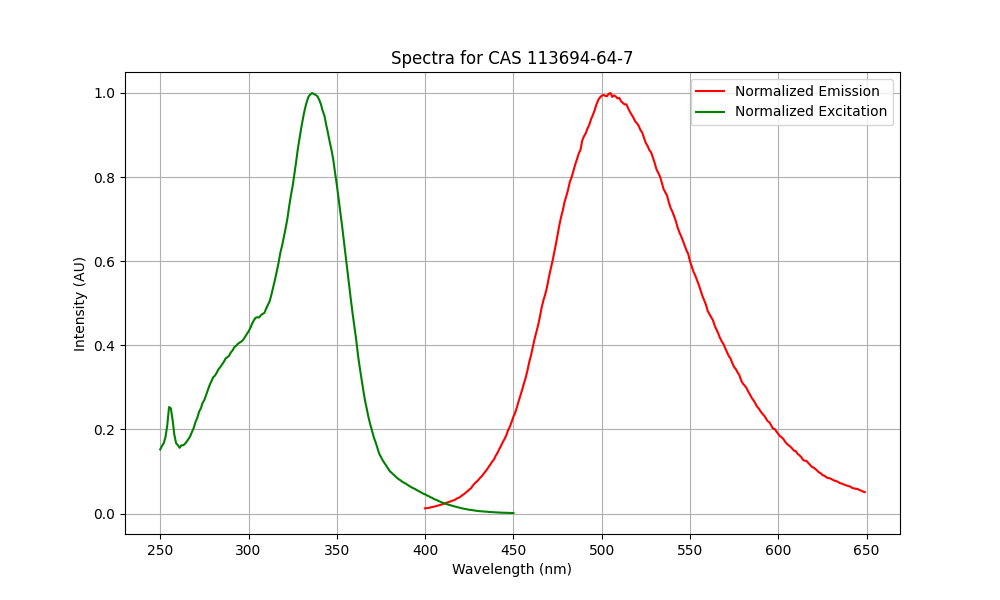 Spectra for CAS 113694-64-7
Normalized Emission
Normalized Excitation
Intensity (AU)
1.0
0.8
0.6
0.4
0.2
0.0
250 300 350 400 450 500 550 600 650
Wavelength (nm)